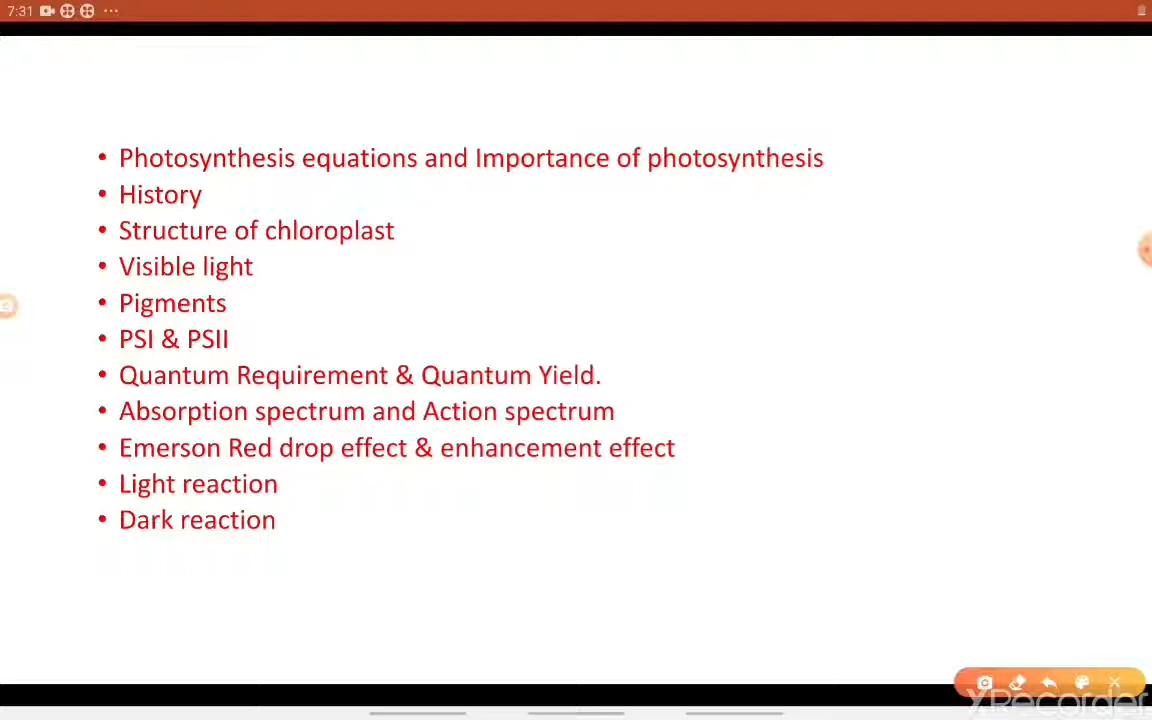 7:31
• Photosynthesis equations and Importance of photosynthesis
• History
• Structure of chloroplast
• Visible light
• Pigments
• PSI & PSII
• Quantum Requirement & Quantum Yield.
• Absorption spectrum and Action spectrum
• Emerson Red drop effect & enhancement effect
• Light reaction
• Dark reaction
XRecorder